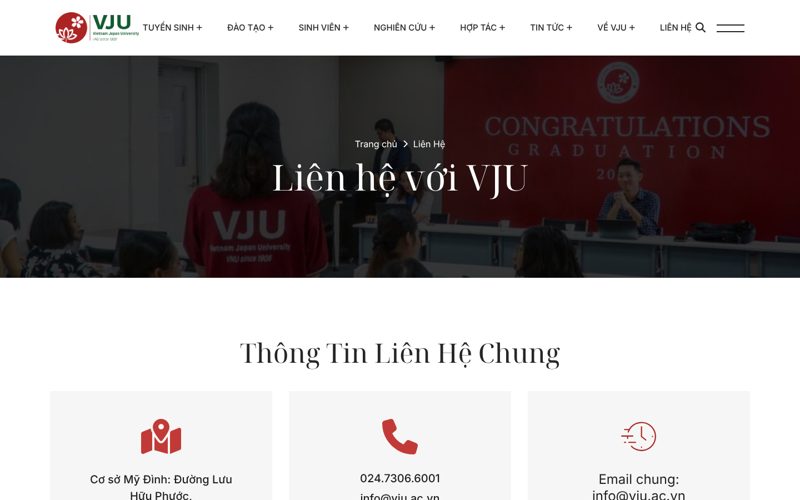 VJU
Vietnam Japan University
TUYỂN SINH +
ĐÀO TẠO +
SINH VIÊN +
NGHIÊN CỨU +
HỢP TÁC +
TIN TỨC +
VỀ VJU +
LIÊN HỆ
CONGRATULATIONS
GRADUATION
Trang chủ > Liên Hệ
Liên hệ với VJU
VJU
Vietnam Japan University
VNU since 1906
Thông Tin Liên Hệ Chung
Cơ sở Mỹ Đình: Đường Lưu
Hữu Phước,
024.7306.6001
info@vju.ac.vn
Email chung:
info@vju.ac.vn